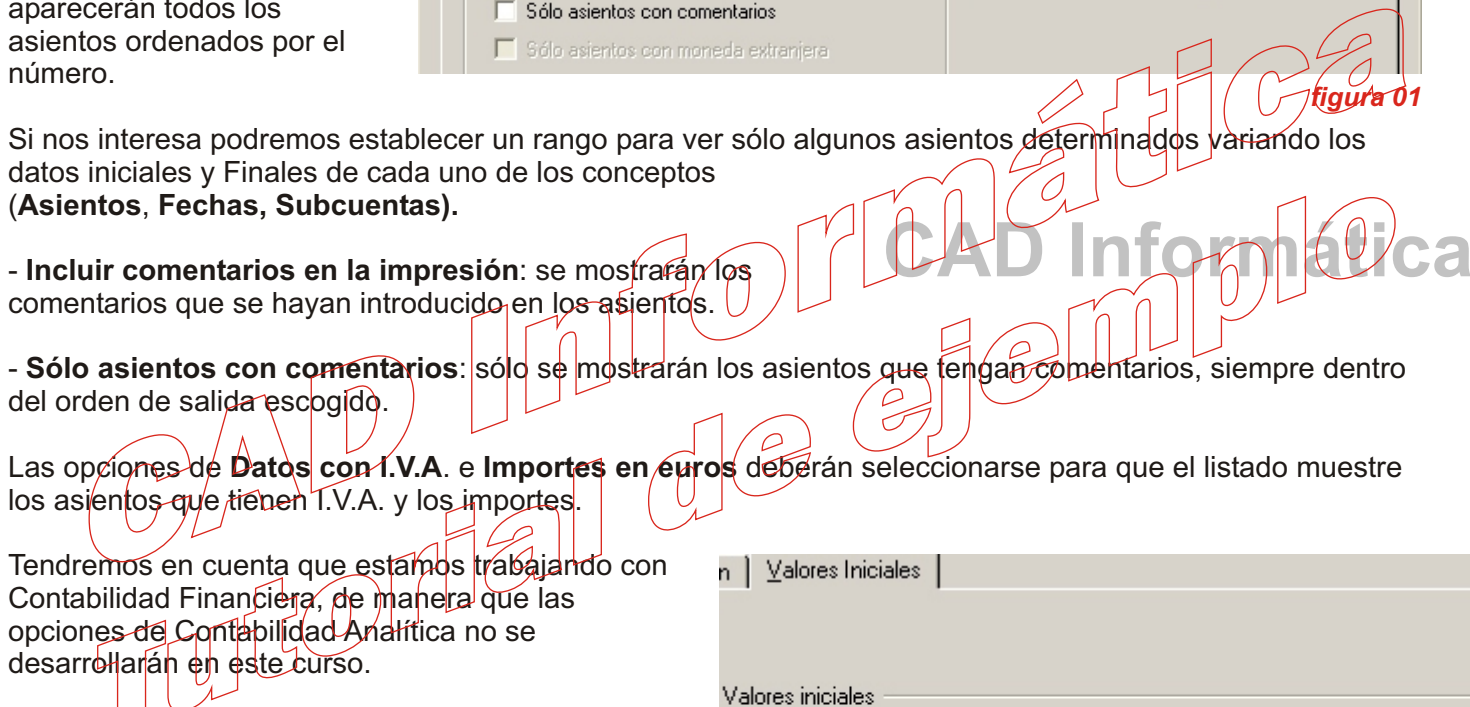 aparecerán todos los
asientos ordenados por el
número.
Sólo asientos con comentarios
Sólo asientos con moneda extranjera
figura 01
Si nos interesa podremos establecer un rango para ver sólo algunos asientos determinados variando los
datos iniciales y Finales de cada uno de los conceptos
(Asientos, Fechas, Subcuentas).
CAD Informática
- Incluir comentarios en la impresión: se mostrarán los
comentarios que se hayan introducido en los asientos.
- Sólo asientos con comentarios: sólo se mostrarán los asientos que tengan comentarios, siempre dentro
del orden de salida escogido.
Las opciones de Datos con I.V.A. e Importes en euros deberán seleccionarse para que el listado muestre
los asientos que tienen I.V.A. y los importes.
Tendremos en cuenta que estamos trabajando con
Contabilidad Financiera, de manera que las
opciones de Contabilidad Analítica no se
desarrollarán en este curso.
n Valores Iniciales
Valores iniciales
CAD Informática
Tutorial de ejemplo